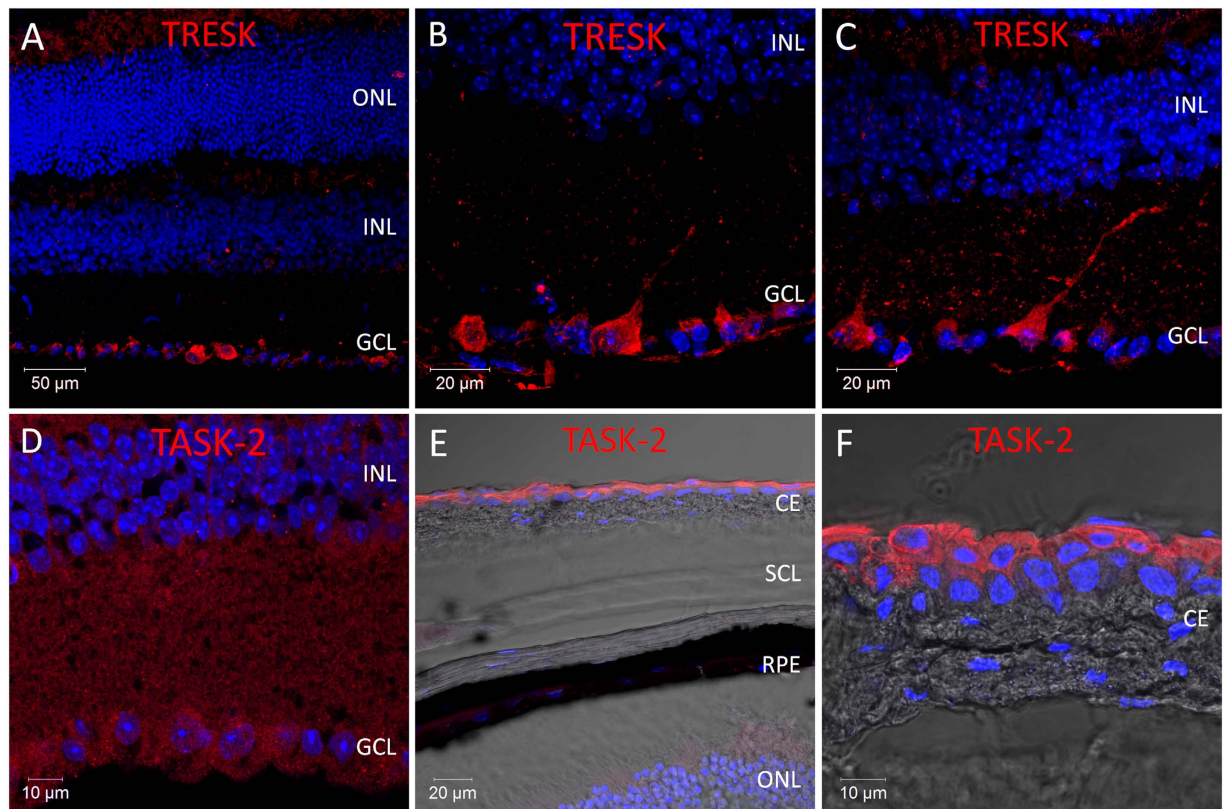 A
TRESK
ONL
INL
GCL
50 µm
B
TRESK
INL
GCL
20 µm
C
TRESK
INL
GCL
20 µm
D
TASK-2
INL
GCL
10 µm
E
TASK-2
CE
SCL
RPE
ONL
20 µm
F
TASK-2
CE
10 µm